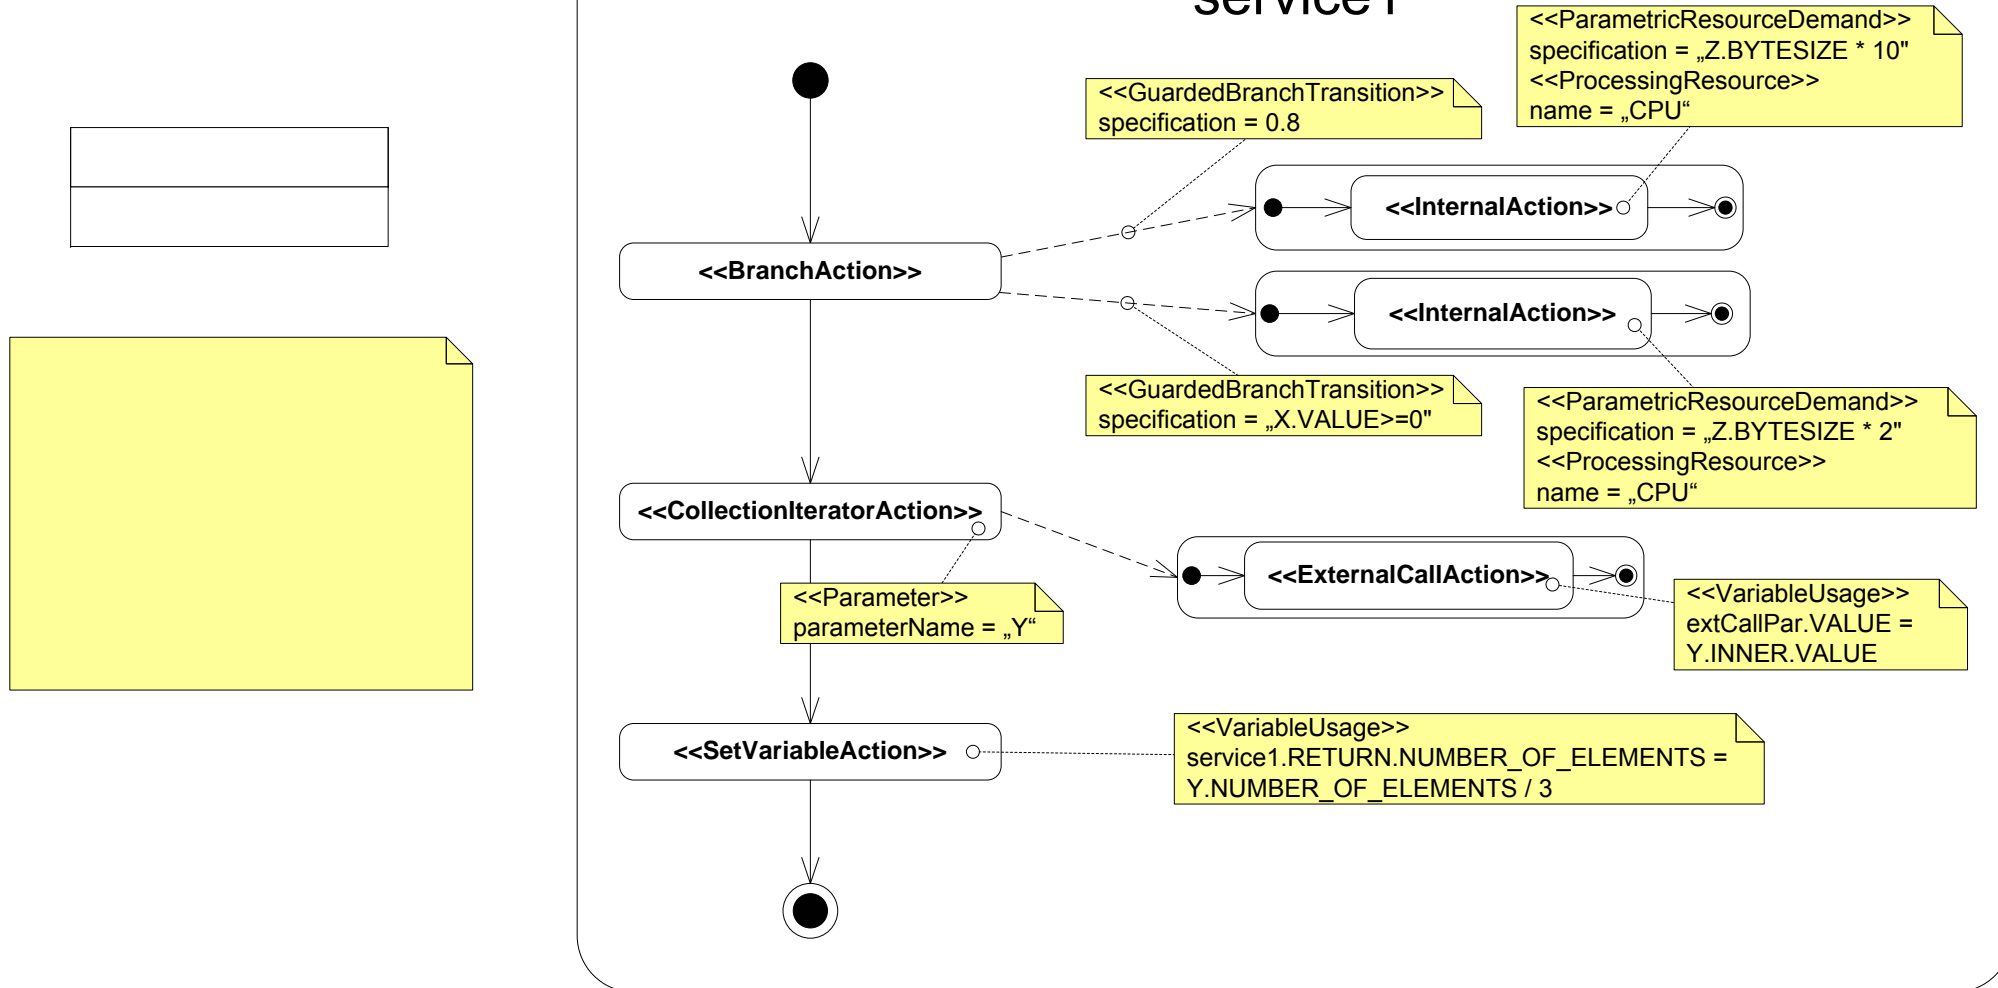 service1
<<ParametricResourceDemand>>
specification = „Z.BYTESIZE * 10"
<<ProcessingResource>>
name = „CPU“
<<GuardedBranchTransition>>
specification = 0.8
<<InternalAction>>
<<BranchAction>>
<<InternalAction>>
<<GuardedBranchTransition>>
specification = „X.VALUE>=0"
<<ParametricResourceDemand>>
specification = „Z.BYTESIZE * 2"
<<ProcessingResource>>
name = „CPU“
<<CollectionIteratorAction>>
<<ExternalCallAction>>
<<Parameter>>
parameterName = „Y“
<<VariableUsage>>
extCallPar.VALUE =
Y.INNER.VALUE
<<SetVariableAction>>
<<VariableUsage>>
service1.RETURN.NUMBER_OF_ELEMENTS =
Y.NUMBER_OF_ELEMENTS / 3